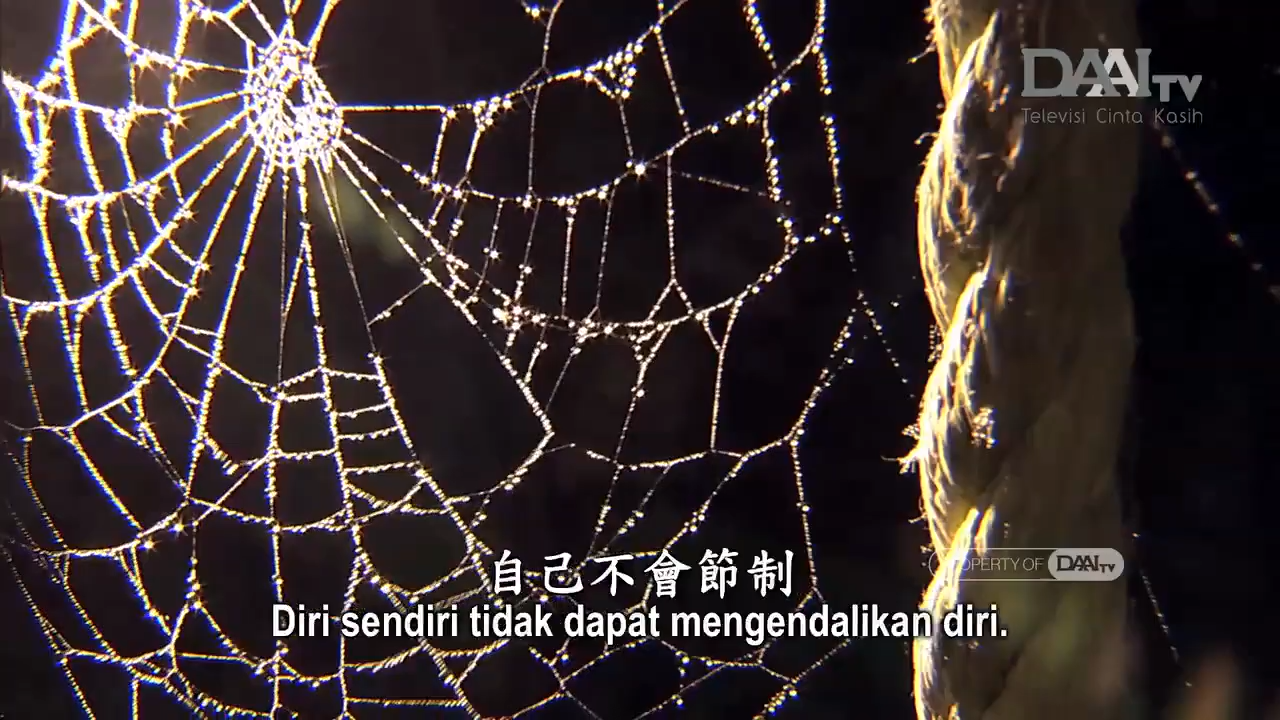 DAAI TV
Televisi Cinta Kasih
PROPERTY OF DAAI TV
自己不會節制
Diri sendiri tidak dapat mengendalikan diri.